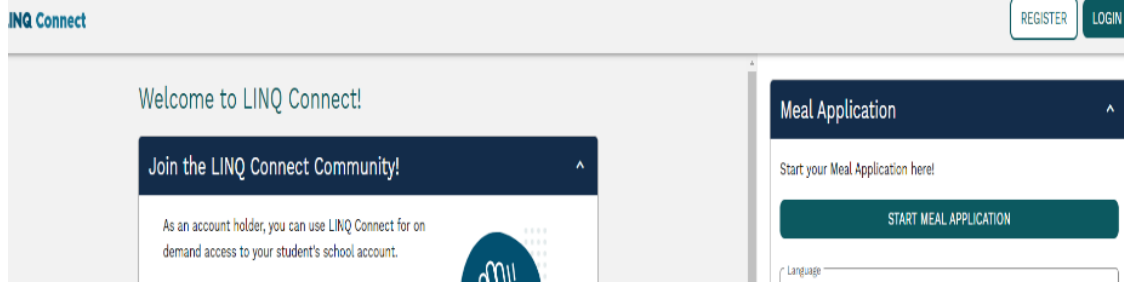 LINQ Connect
REGISTER
LOGIN
Welcome to LINQ Connect!
Join the LINQ Connect Community!
As an account holder, you can use LINQ Connect for on
demand access to your student's school account.
Meal Application
Start your Meal Application here!
START MEAL APPLICATION
Language